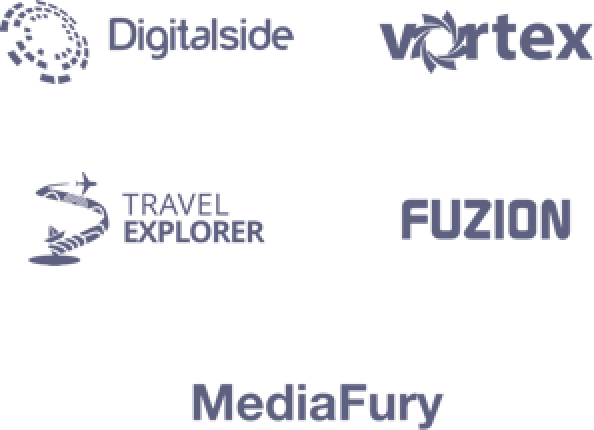 Digitalside
vortex
TRAVEL
EXPLORER
FUZION
MediaFury